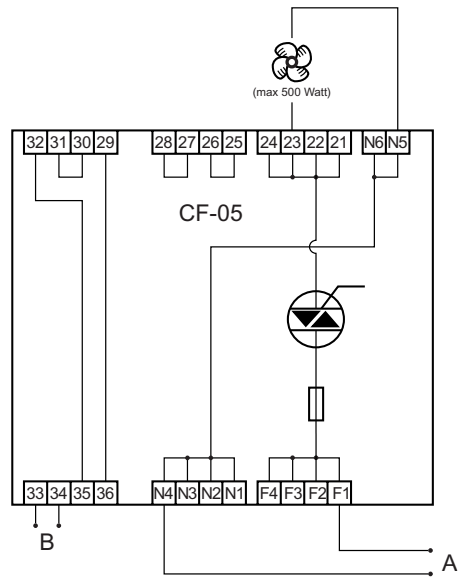 (max 500 Watt)
32 31 30 29 28 27 26 25 24 23 22 21 N6 N5
CF-05
33 34 35 36 N4 N3 N2 N1 F4 F3 F2 F1
B
A